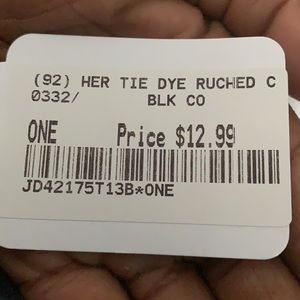 (92) HER TIE DYE RUCHED C
0332/ BLK CO
ONE Price $12.99
JD42175T13B*ONE